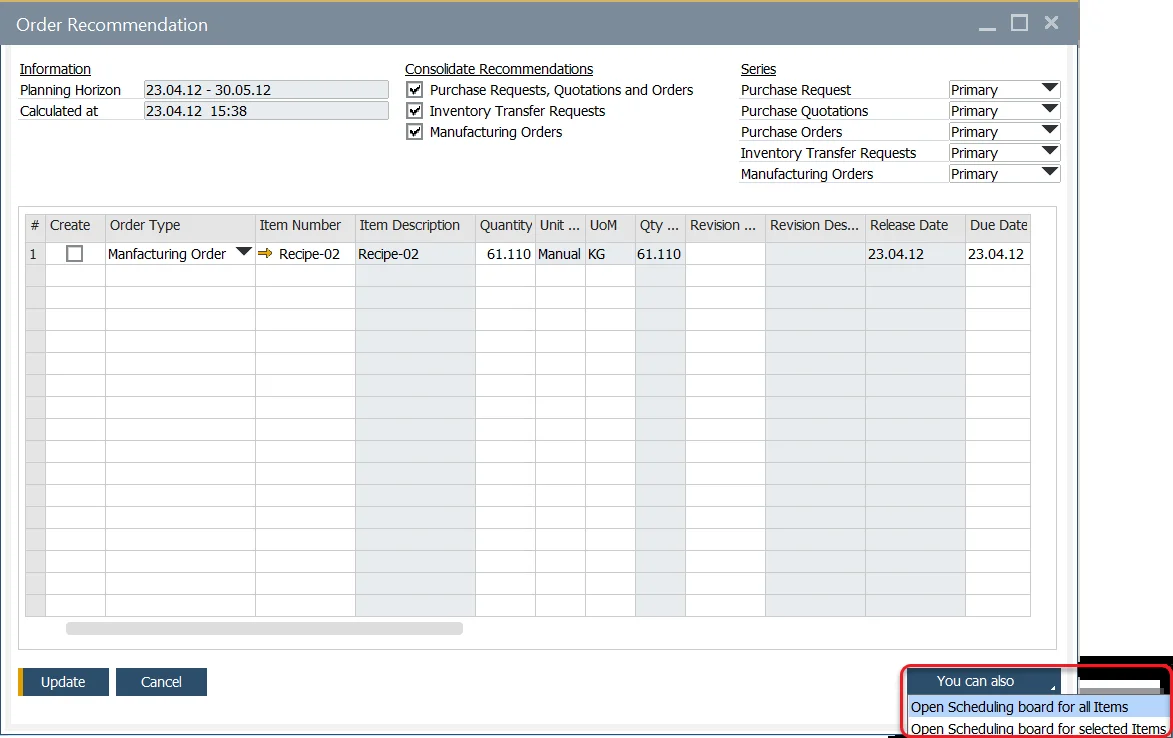 Order Recommendation
Information
Planning Horizon 23.04.12 - 30.05.12
Calculated at 23.04.12 15:38
Consolidate Recommendations
Purchase Requests, Quotations and Orders
Inventory Transfer Requests
Manufacturing Orders
Series
Purchase Request Primary
Purchase Quotations Primary
Purchase Orders Primary
Inventory Transfer Requests Primary
Manufacturing Orders Primary
# Create Order Type Item Number Item Description Quantity Unit ... UoM Qty ... Revision ... Revision Des... Release Date Due Date
1 Manfacturing Order Recipe-02 Recipe-02 61.110 Manual KG 61.110 23.04.12 23.04.12
Update Cancel You can also
Open Scheduling board for all Items
Open Scheduling board for selected Items